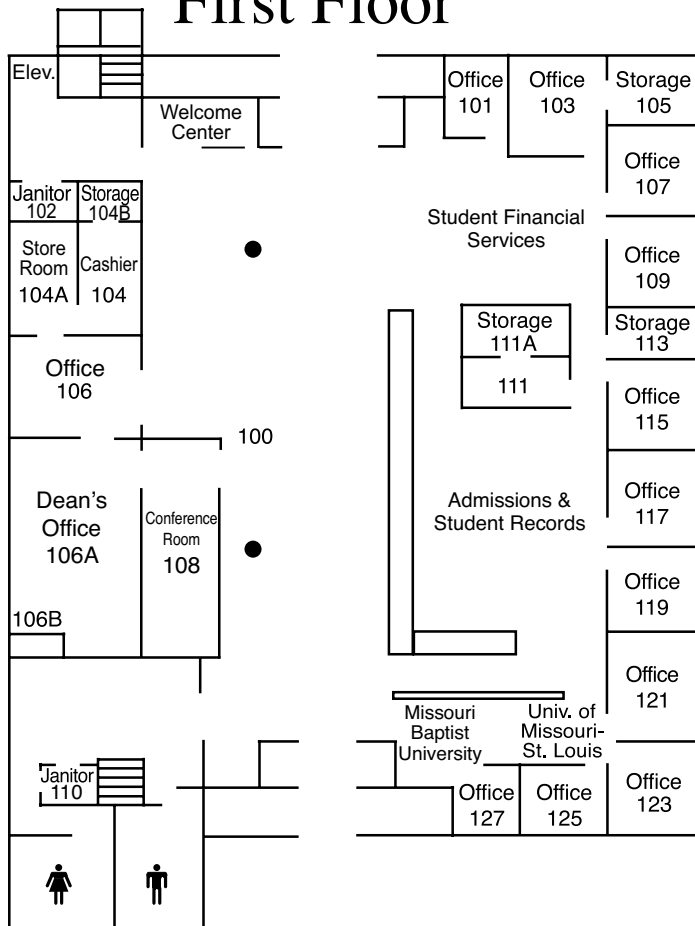 First Floor
Elev.
Welcome
Center
Office
101
Office
103
Storage
105
Office
107
Janitor
102
Storage
104B
Student Financial
Services
Store
Room
104A
Cashier
104
Office
109
Storage
111A
Storage
113
111
Office
106
Office
115
100
Dean's
Office
106A
Conference
Room
108
Admissions &
Student Records
Office
117
Office
119
106B
Office
121
Missouri
Baptist
University
Univ. of
Missouri-
St. Louis
Janitor
110
Office
127
Office
125
Office
123